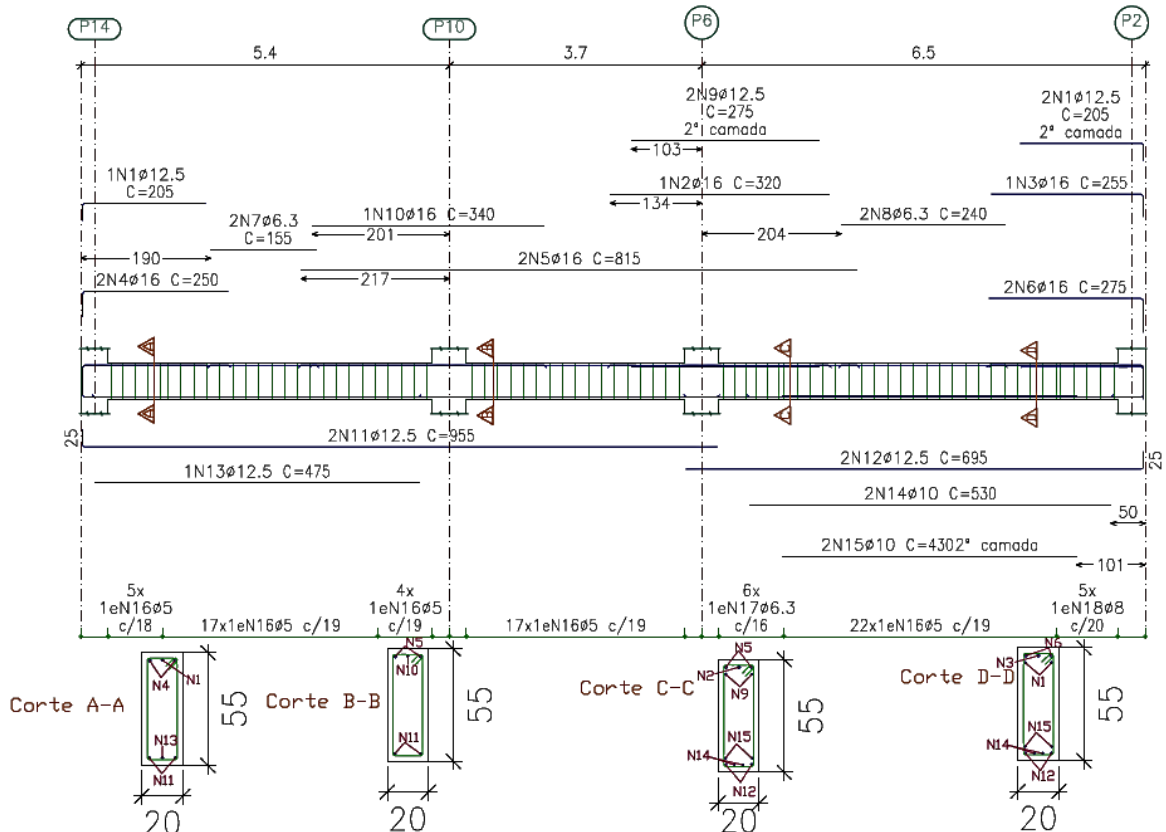 P14
P10
P6
P2
5.4
3.7
6.5
2N9ø12.5
C=275
2ª camada
2N1ø12.5
C=205
2ª camada
103
1N1ø12.5
C=205
1N2ø16 C=320
1N3ø16 C=255
134
2N7ø6.3
C=155
1N10ø16 C=340
2N8ø6.3 C=240
201
204
190
2N5ø16 C=815
2N4ø16 C=250
217
2N6ø16 C=275
25
2N11ø12.5 C=955
2N12ø12.5 C=695
25
1N13ø12.5 C=475
2N14ø10 C=530
50
2N15ø10 C=4302ª camada
101
5x
1eN16ø5
c/18
17x1eN16ø5 c/19
4x
1eN16ø5
c/19
17x1eN16ø5 c/19
6x
1eN17ø6.3
c/16
22x1eN16ø5 c/19
5x
1eN18ø8
c/20
Corte A-A
N4
N1
N13
N11
55
20
Corte B-B
N5
N10
N11
55
20
Corte C-C
N5
N2
N9
N15
N14
N12
55
20
Corte D-D
N6
N3
N1
N15
N14
N12
55
20